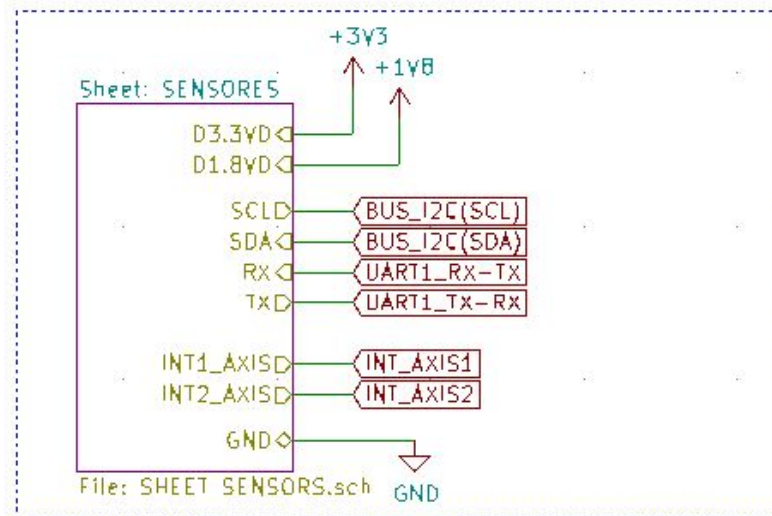 +3V3
+1V8
Sheet: SENSORES
D3.3VD
D1.8VD
SCL BUS_I2C(SCL)
SDA BUS_I2C(SDA)
RX UART1_RX-TX
TX UART1_TX-RX
INT1_AXIS INT_AXIS1
INT2_AXIS INT_AXIS2
GND
File: SHEET SENSORS.sch
GND